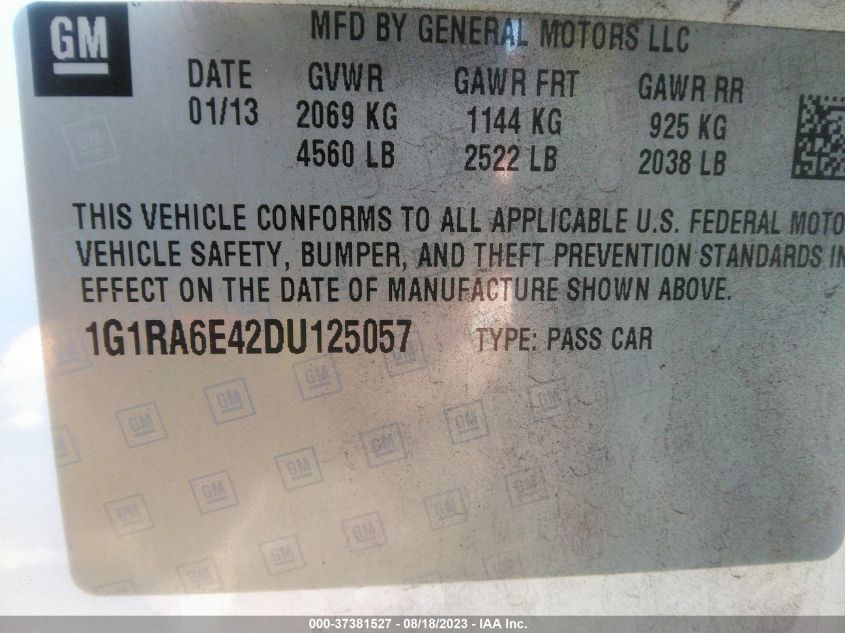 GM
MFD BY GENERAL MOTORS LLC
DATE GVWR GAWR FRT GAWR RR
01/13 2069 KG 1144 KG 925 KG
4560 LB 2522 LB 2038 LB
THIS VEHICLE CONFORMS TO ALL APPLICABLE U.S. FEDERAL MOTO
VEHICLE SAFETY, BUMPER, AND THEFT PREVENTION STANDARDS IN
EFFECT ON THE DATE OF MANUFACTURE SHOWN ABOVE.
1G1RA6E42DU125057 TYPE: PASS CAR
000-37381527 - 08/18/2023 - IAA Inc.